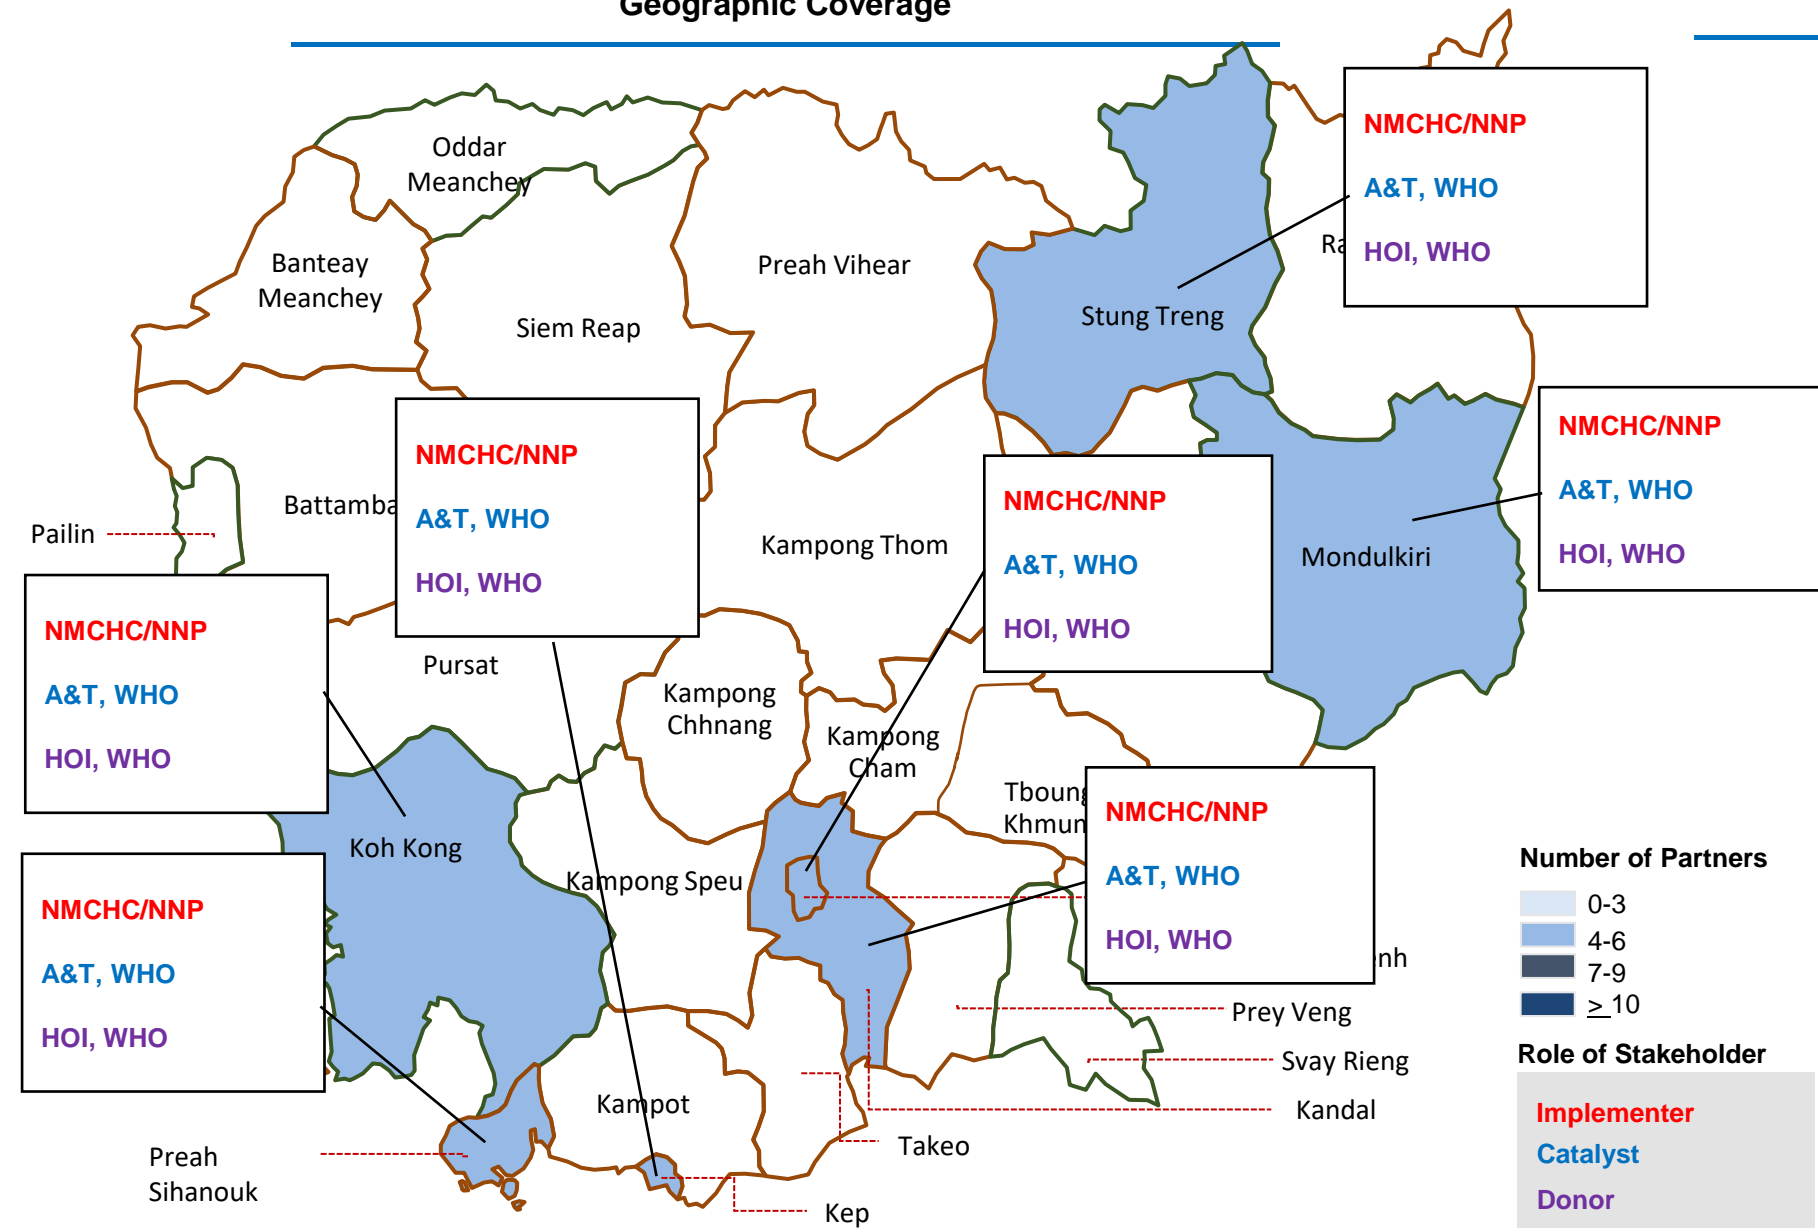 Geographic Coverage
Oddar
Meanchey
Banteay
Meanchey
Siem Reap
Preah Vihear
Stung Treng
Ra
NMCHC/NNP
A&T, WHO
HOI, WHO
NMCHC/NNP
A&T, WHO
HOI, WHO
Mondulkiri
NMCHC/NNP
A&T, WHO
HOI, WHO
Battamba
Pailin
Kampong Thom
NMCHC/NNP
A&T, WHO
HOI, WHO
NMCHC/NNP
A&T, WHO
HOI, WHO
Pursat
Kampong
Chhnang
Kampong
Cham
Tboung
Khmun
NMCHC/NNP
A&T, WHO
HOI, WHO
Koh Kong
Kampong Speu
NMCHC/NNP
A&T, WHO
HOI, WHO
enh
Prey Veng
Svay Rieng
Kandal
Kampot
Takeo
Preah
Sihanouk
Kep
Number of Partners
0-3
4-6
7-9
≥ 10
Role of Stakeholder
Implementer
Catalyst
Donor